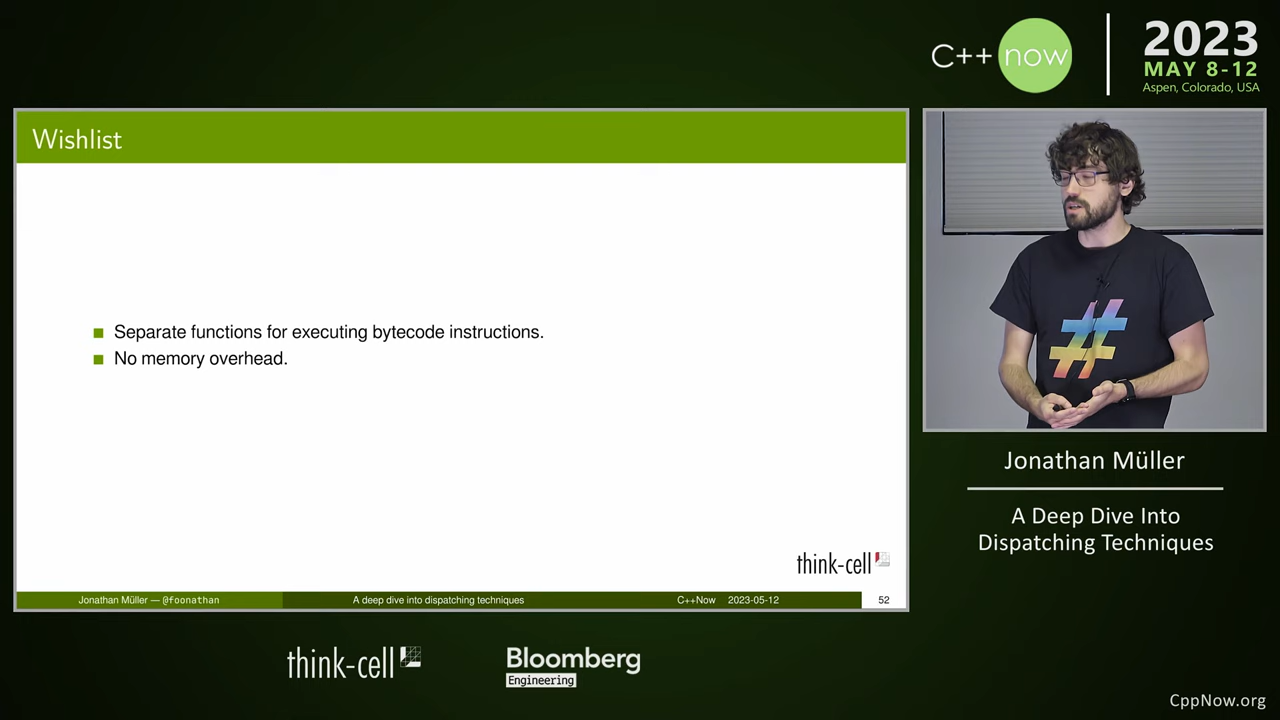 C++ now
2023
MAY 8-12
Aspen, Colorado, USA
Wishlist
Separate functions for executing bytecode instructions.
No memory overhead.
think-cell
Jonathan Müller — @foonathan
A deep dive into dispatching techniques
C++Now 2023-05-12
52
#
Jonathan Müller
A Deep Dive Into
Dispatching Techniques
think-cell
Bloomberg
Engineering
CppNow.org